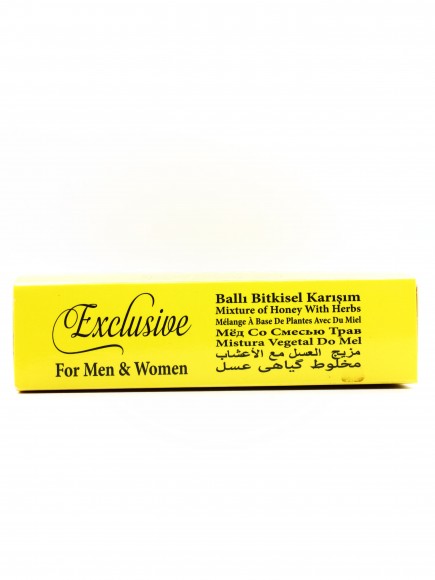 Exclusive
For Men & Women
Ballı Bitkisel Karışım
Mixture of Honey With Herbs
Mélange À Base De Plantes Avec Du Miel
Мёд Со Смесью Трав
Mistura Vegetal Do Mel
مزيج العسل مع الأعشاب
مخلوط گیاهی عسل